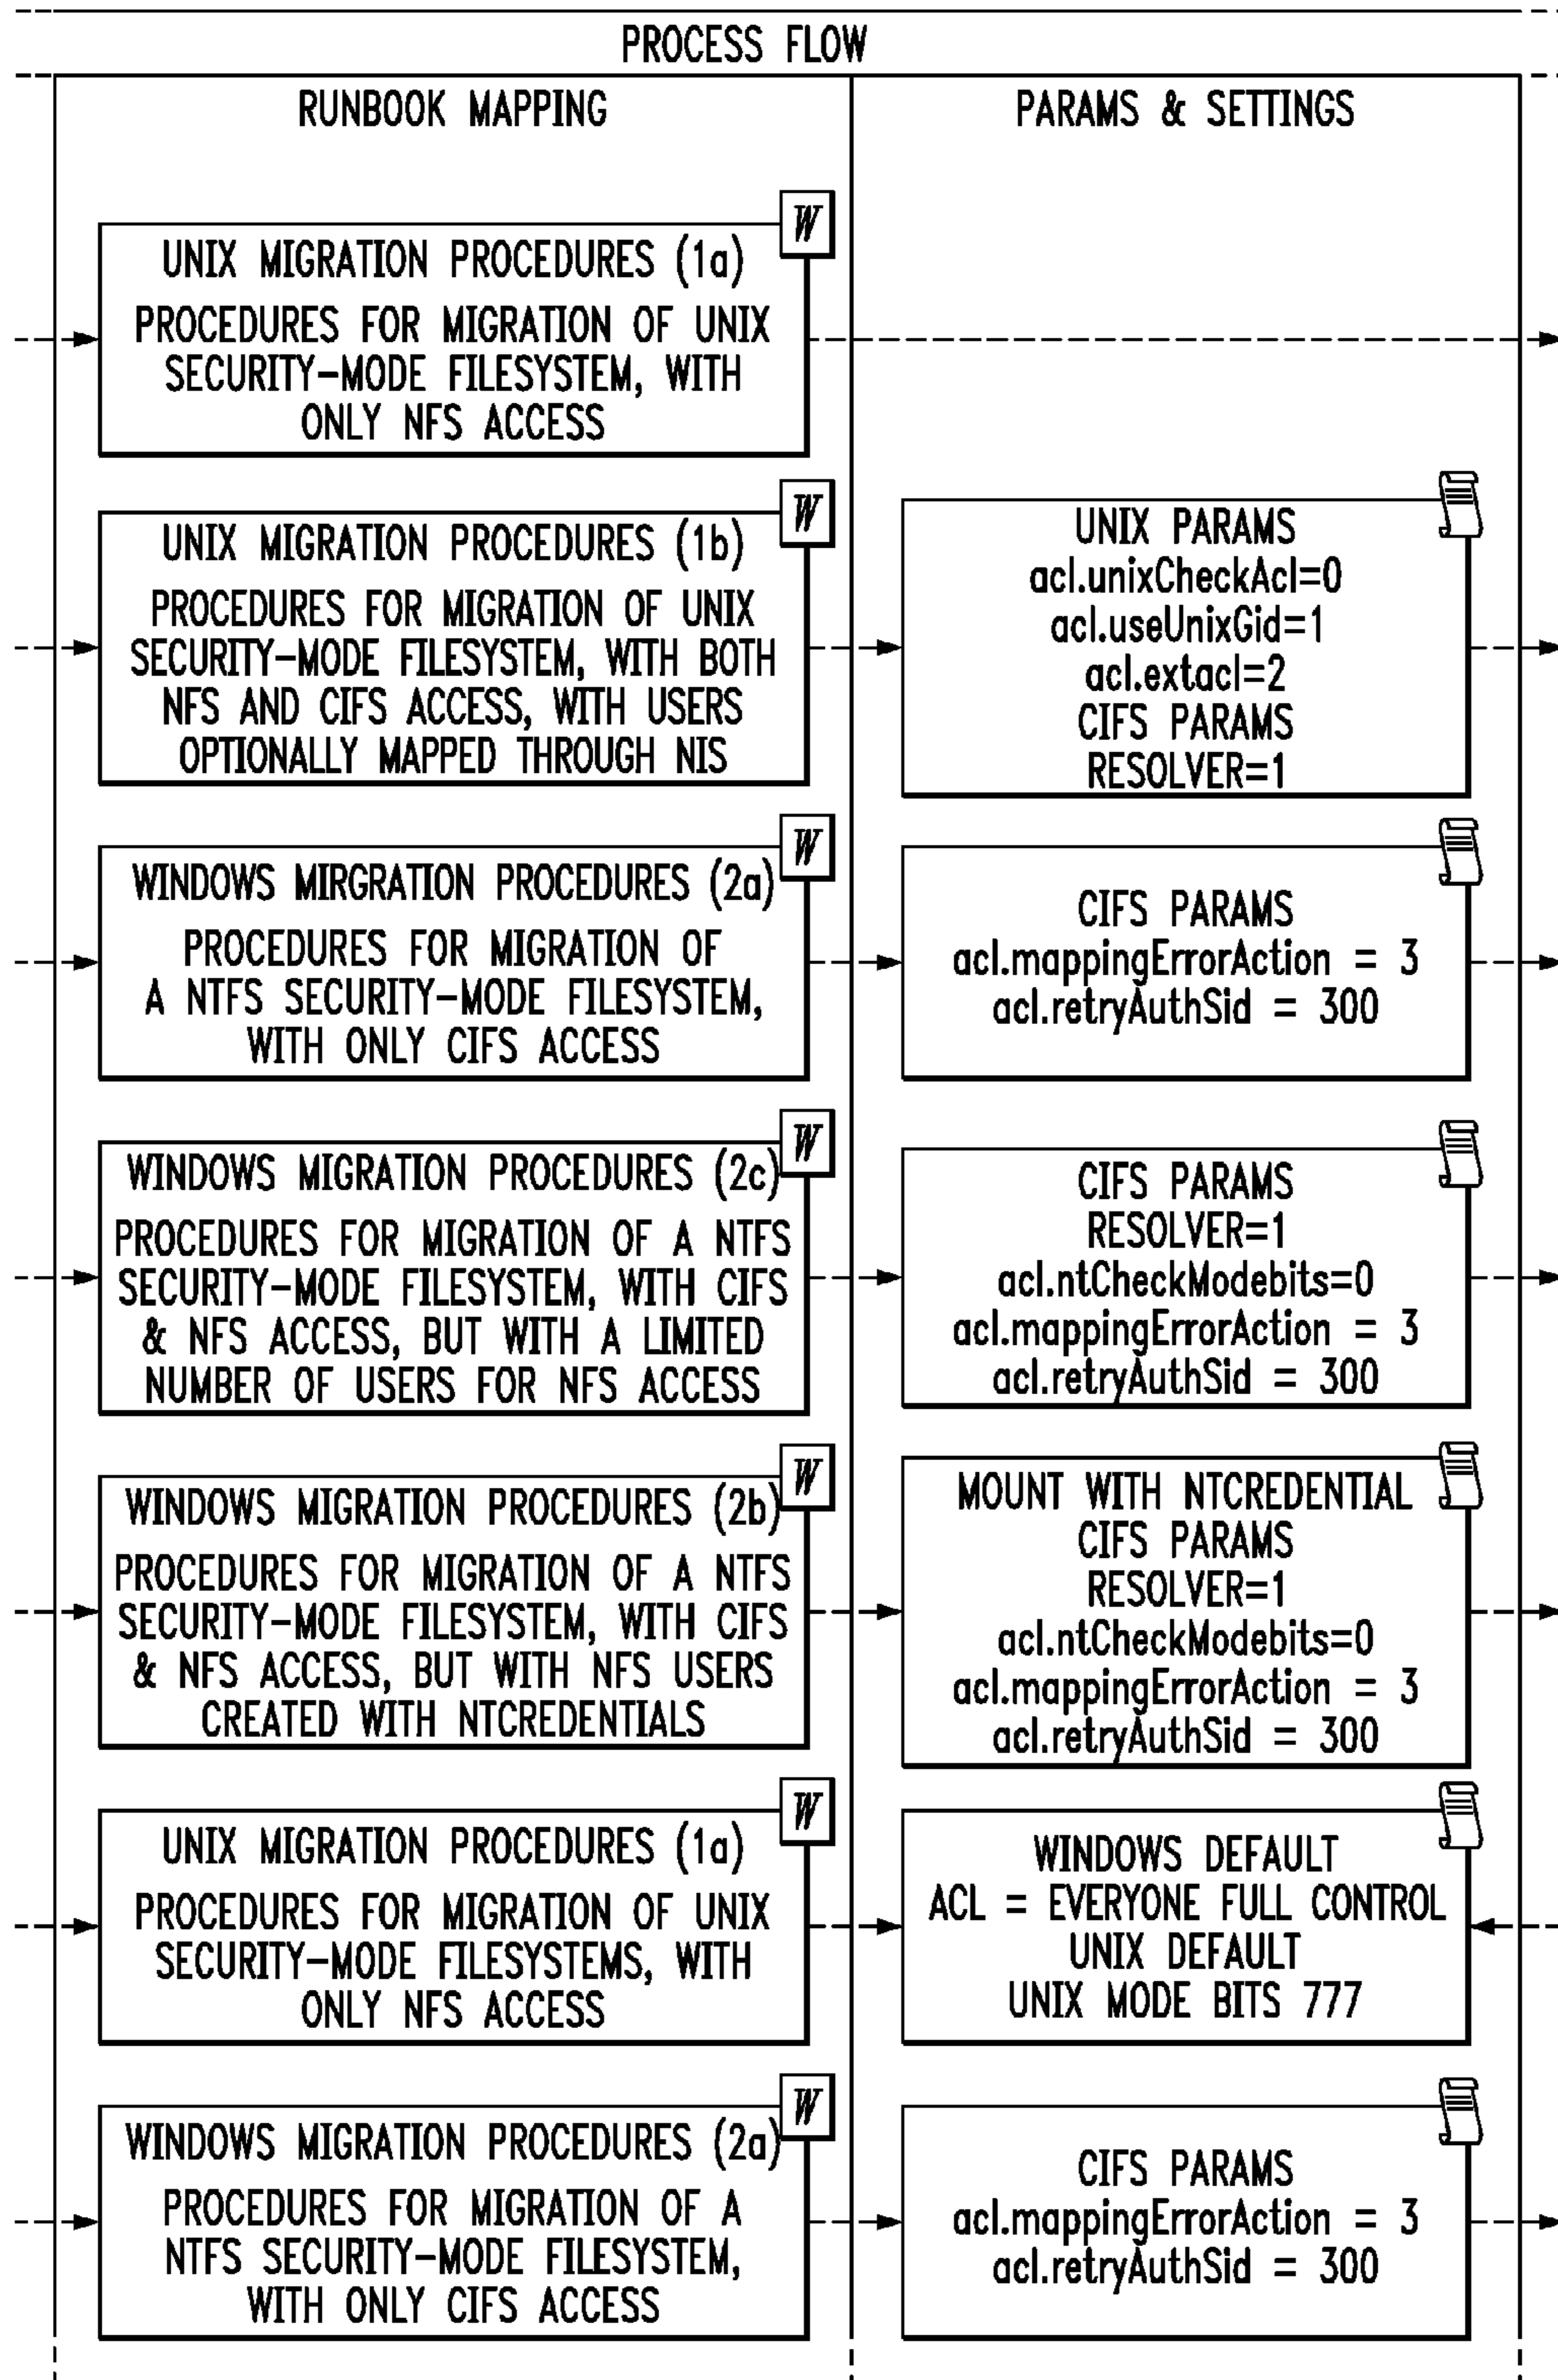 PROCESS FLOW
RUNBOOK MAPPING
PARAMS & SETTINGS
W
UNIX MIGRATION PROCEDURES (1a)
PROCEDURES FOR MIGRATION OF UNIX
SECURITY-MODE FILESYSTEM, WITH
ONLY NFS ACCESS
W
UNIX MIGRATION PROCEDURES (1b)
PROCEDURES FOR MIGRATION OF UNIX
SECURITY-MODE FILESYSTEM, WITH BOTH
NFS AND CIFS ACCESS, WITH USERS
OPTIONALLY MAPPED THROUGH NIS
UNIX PARAMS
acl.unixCheckAcl=0
acl.useUnixGid=1
acl.extacl=2
CIFS PARAMS
RESOLVER=1
W
WINDOWS MIRGRATION PROCEDURES (2a)
PROCEDURES FOR MIGRATION OF
A NTFS SECURITY-MODE FILESYSTEM,
WITH ONLY CIFS ACCESS
CIFS PARAMS
acl.mappingErrorAction = 3
acl.retryAuthSid = 300
W
WINDOWS MIGRATION PROCEDURES (2c)
PROCEDURES FOR MIGRATION OF A NTFS
SECURITY-MODE FILESYSTEM, WITH CIFS
& NFS ACCESS, BUT WITH A LIMITED
NUMBER OF USERS FOR NFS ACCESS
CIFS PARAMS
RESOLVER=1
acl.ntCheckModebits=0
acl.mappingErrorAction = 3
acl.retryAuthSid = 300
W
WINDOWS MIGRATION PROCEDURES (2b)
PROCEDURES FOR MIGRATION OF A NTFS
SECURITY-MODE FILESYSTEM, WITH CIFS
& NFS ACCESS, BUT WITH NFS USERS
CREATED WITH NTCREDENTIALS
MOUNT WITH NTCREDENTIAL
CIFS PARAMS
RESOLVER=1
acl.ntCheckModebits=0
acl.mappingErrorAction = 3
acl.retryAuthSid = 300
W
UNIX MIGRATION PROCEDURES (1a)
PROCEDURES FOR MIGRATION OF UNIX
SECURITY-MODE FILESYSTEMS, WITH
ONLY NFS ACCESS
WINDOWS DEFAULT
ACL = EVERYONE FULL CONTROL
UNIX DEFAULT
UNIX MODE BITS 777
W
WINDOWS MIGRATION PROCEDURES (2a)
PROCEDURES FOR MIGRATION OF A
NTFS SECURITY-MODE FILESYSTEM,
WITH ONLY CIFS ACCESS
CIFS PARAMS
acl.mappingErrorAction = 3
acl.retryAuthSid = 300